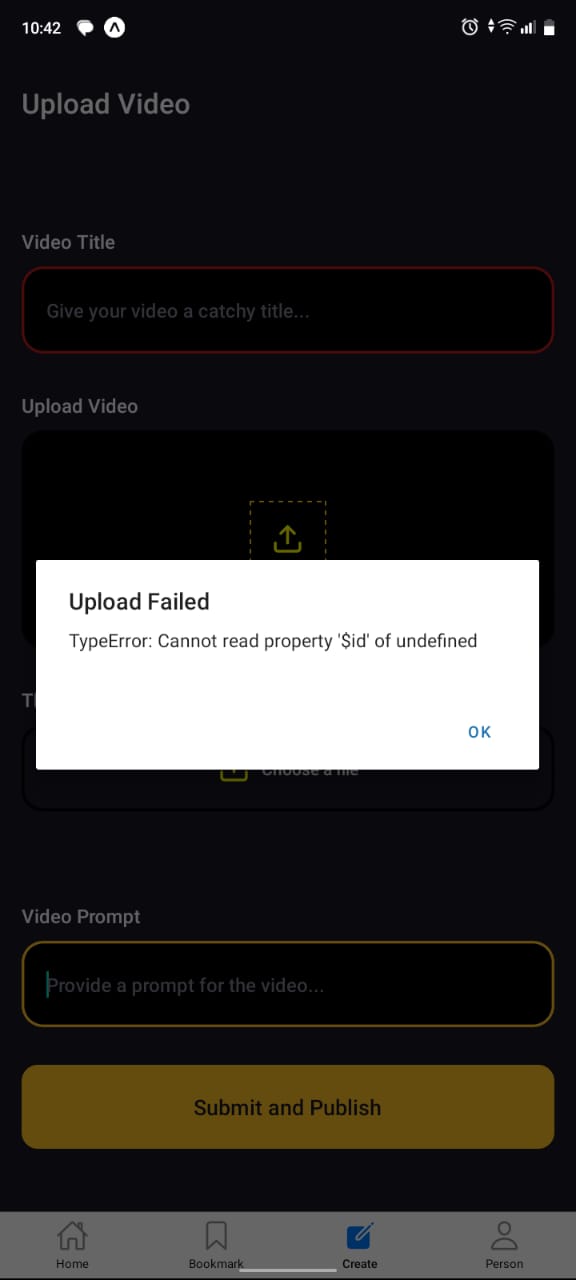 10:42
Upload Video
Video Title
Give your video a catchy title...
Upload Video
Upload Failed
TypeError: Cannot read property '$id' of undefined
OK
Choose a file
Video Prompt
Provide a prompt for the video...
Submit and Publish
Home Bookmark Create Person